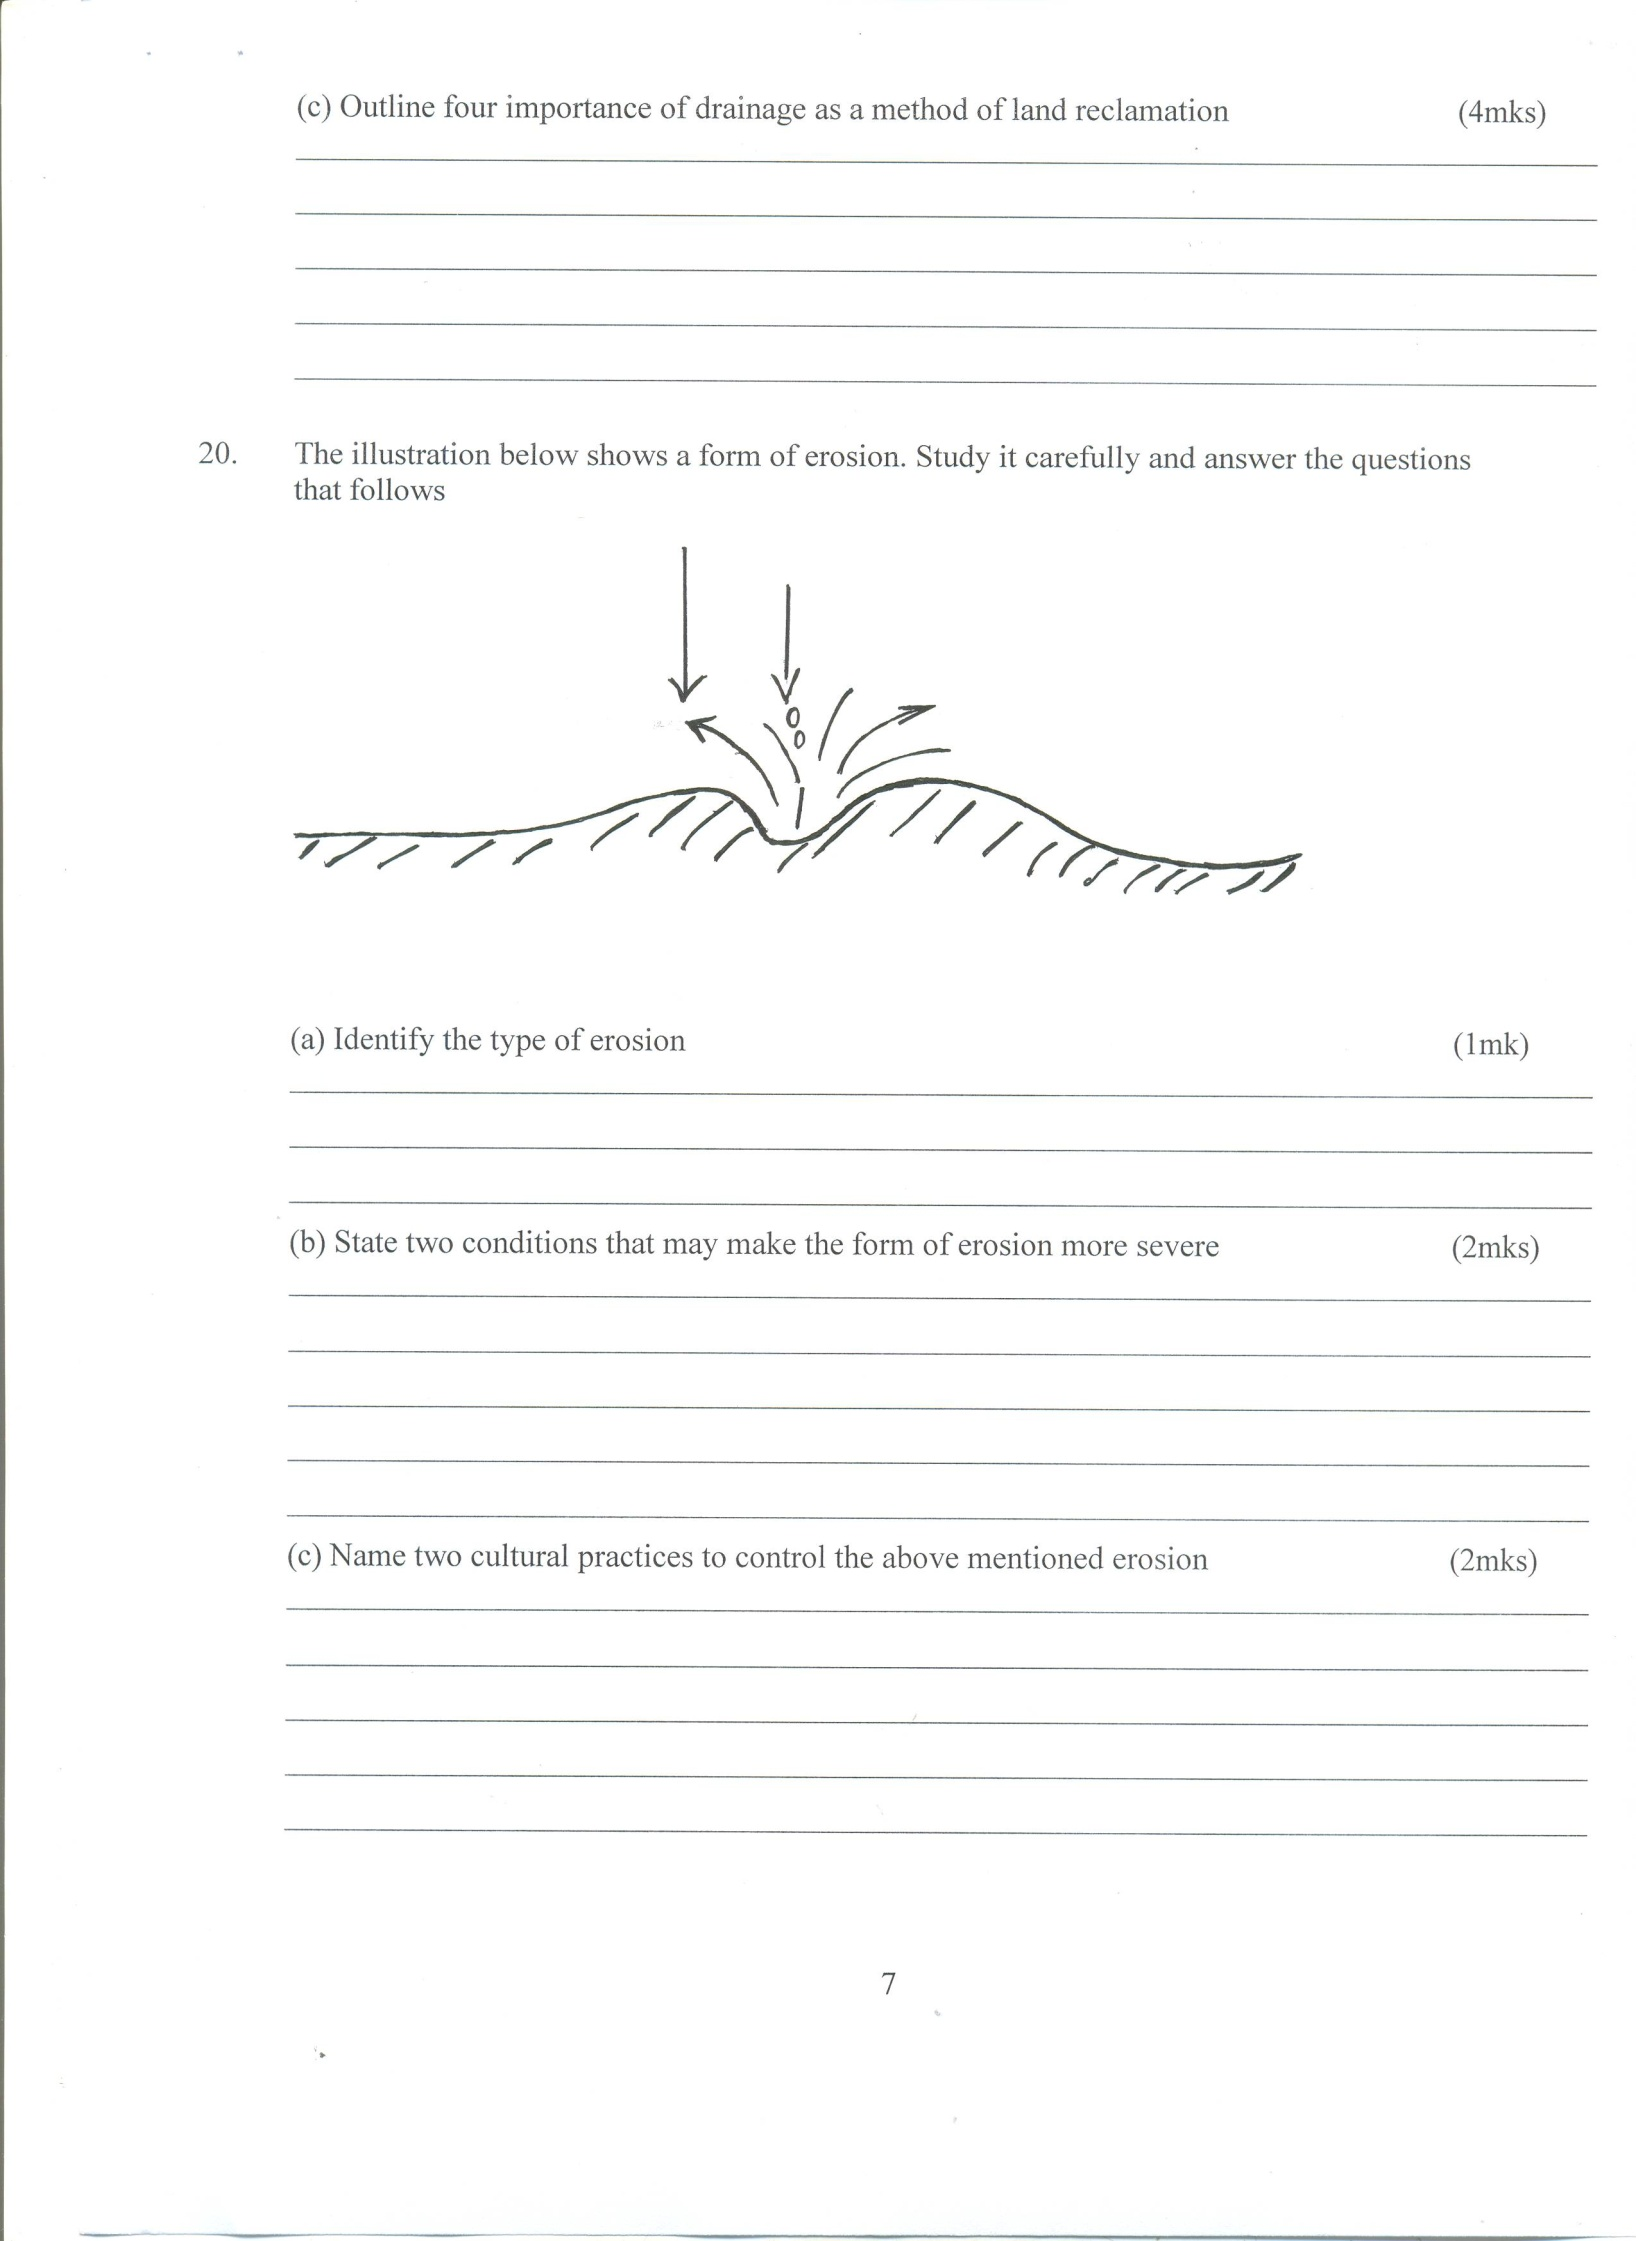 (c) Outline four importance of drainage as a method of land reclamation (4mks)
20. The illustration below shows a form of erosion. Study it carefully and answer the questions
that follows
(a) Identify the type of erosion (1mk)
(b) State two conditions that may make the form of erosion more severe (2mks)
(c) Name two cultural practices to control the above mentioned erosion (2mks)
7